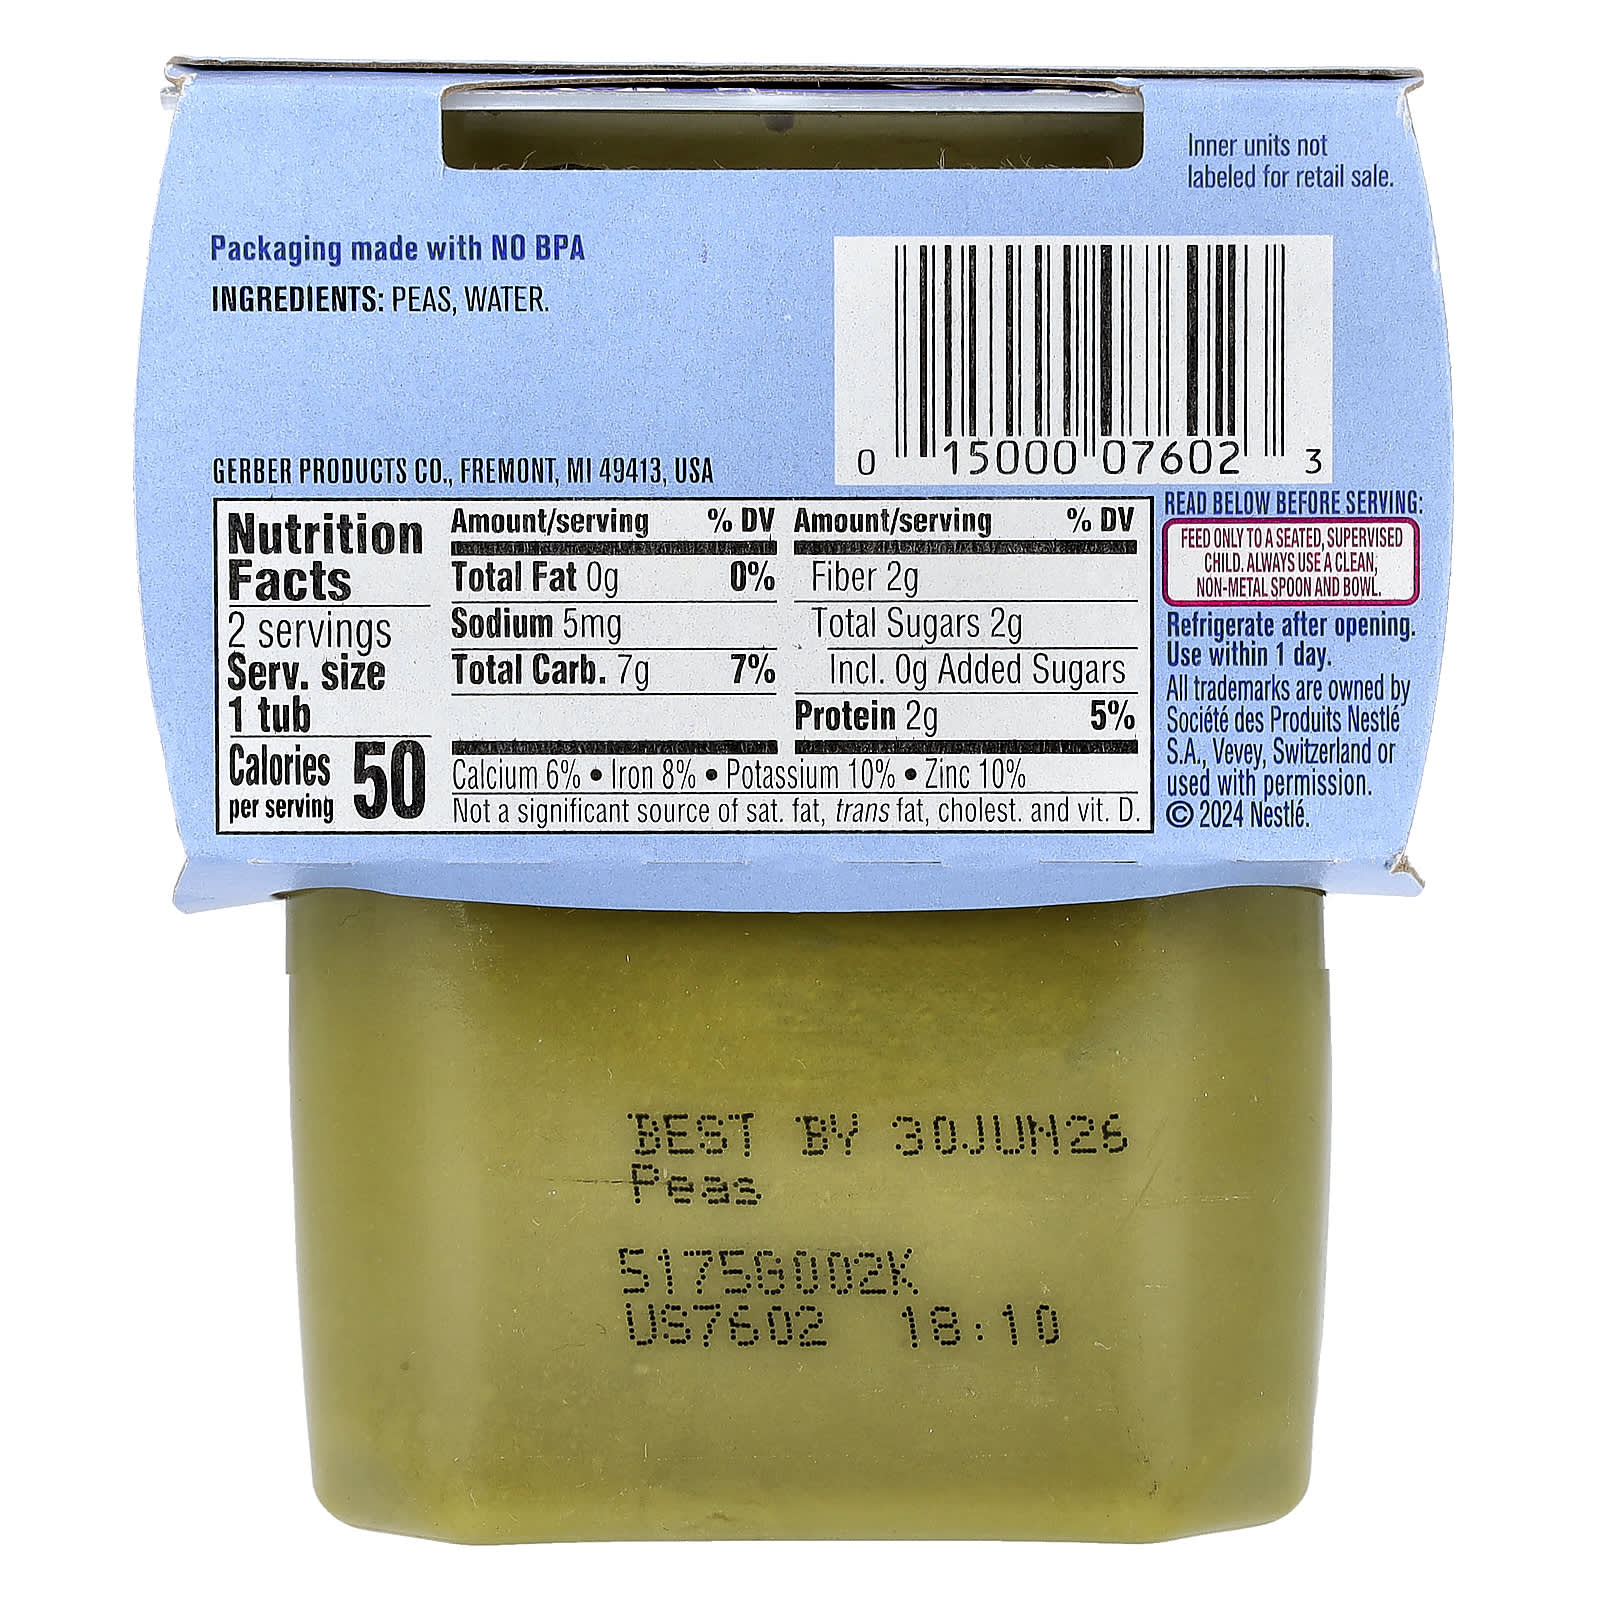 Inner units not
labeled for retail sale.
Packaging made with NO BPA
INGREDIENTS: PEAS, WATER.
0 15000 07602 3
GERBER PRODUCTS CO., FREMONT, MI 49413, USA
Nutrition
Facts
2 servings
Serv. size
1 tub
Calories
per serving 50
Amount/serving % DV
Total Fat 0g 0%
Sodium 5mg
Total Carb. 7g 7%
Amount/serving % DV
Fiber 2g
Total Sugars 2g
Incl. 0g Added Sugars
Protein 2g 5%
Calcium 6% • Iron 8% • Potassium 10% • Zinc 10%
Not a significant source of sat. fat, trans fat, cholest. and vit. D.
READ BELOW BEFORE SERVING:
FEED ONLY TO A SEATED, SUPERVISED
CHILD. ALWAYS USE A CLEAN,
NON-METAL SPOON AND BOWL.
Refrigerate after opening.
Use within 1 day.
All trademarks are owned by
Société des Produits Nestlé
S.A., Vevey, Switzerland or
used with permission.
© 2024 Nestlé.
BEST BY 30JUN26
Peas
5175G002K
US7602 18:10